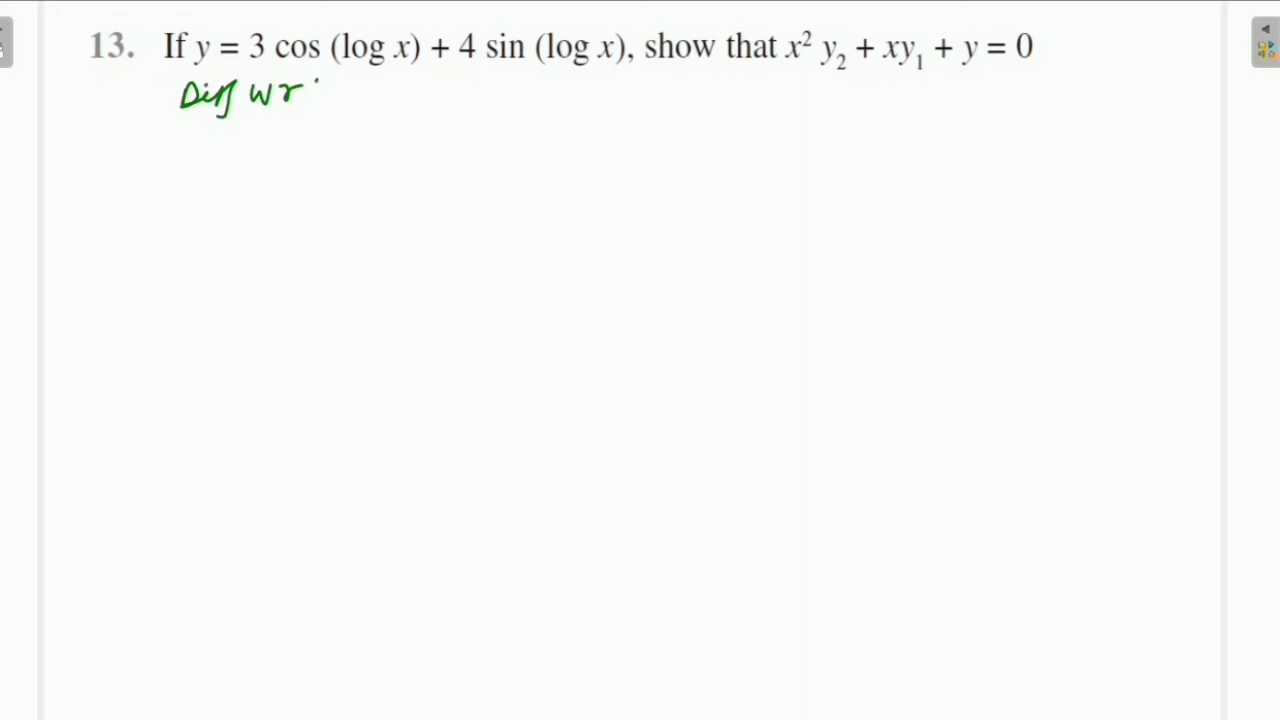 13. If y = 3 cos (log x) + 4 sin (log x), show that x² y₂ + xy₁ + y = 0
Diff wr